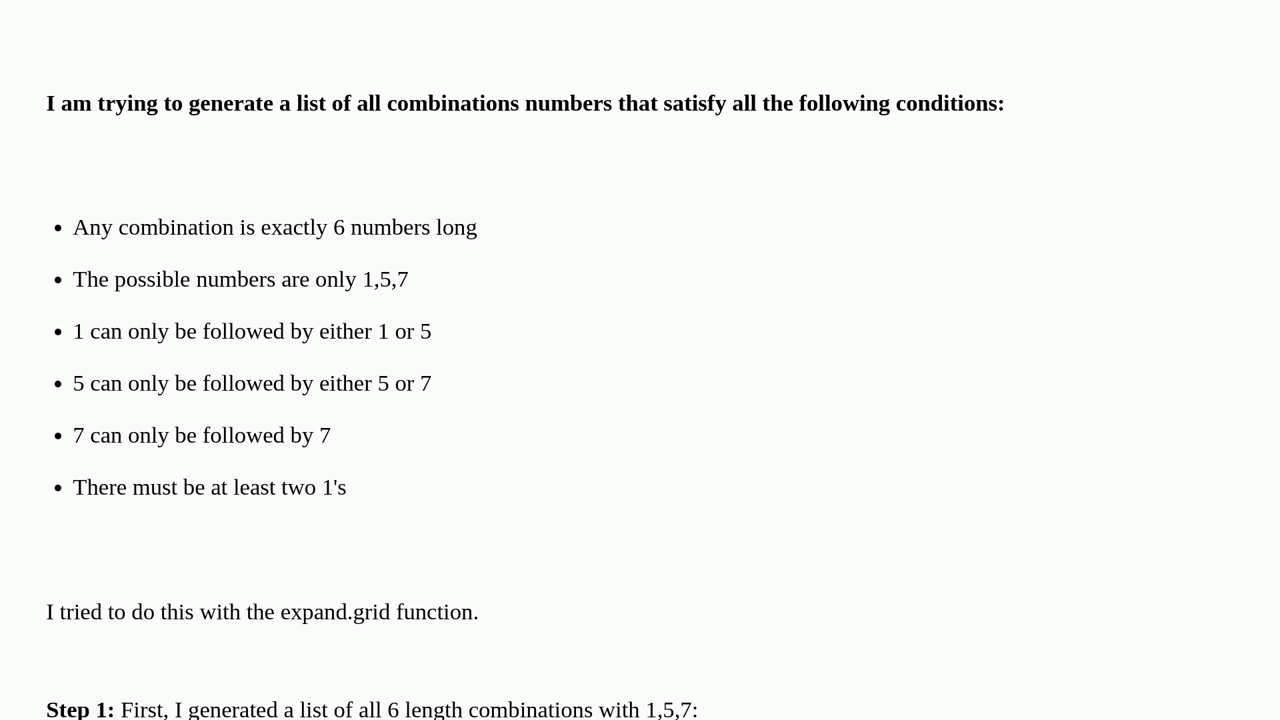 I am trying to generate a list of all combinations numbers that satisfy all the following conditions:
• Any combination is exactly 6 numbers long
• The possible numbers are only 1,5,7
• 1 can only be followed by either 1 or 5
• 5 can only be followed by either 5 or 7
• 7 can only be followed by 7
• There must be at least two 1's
I tried to do this with the expand.grid function.
Step 1: First, I generated a list of all 6 length combinations with 1,5,7: